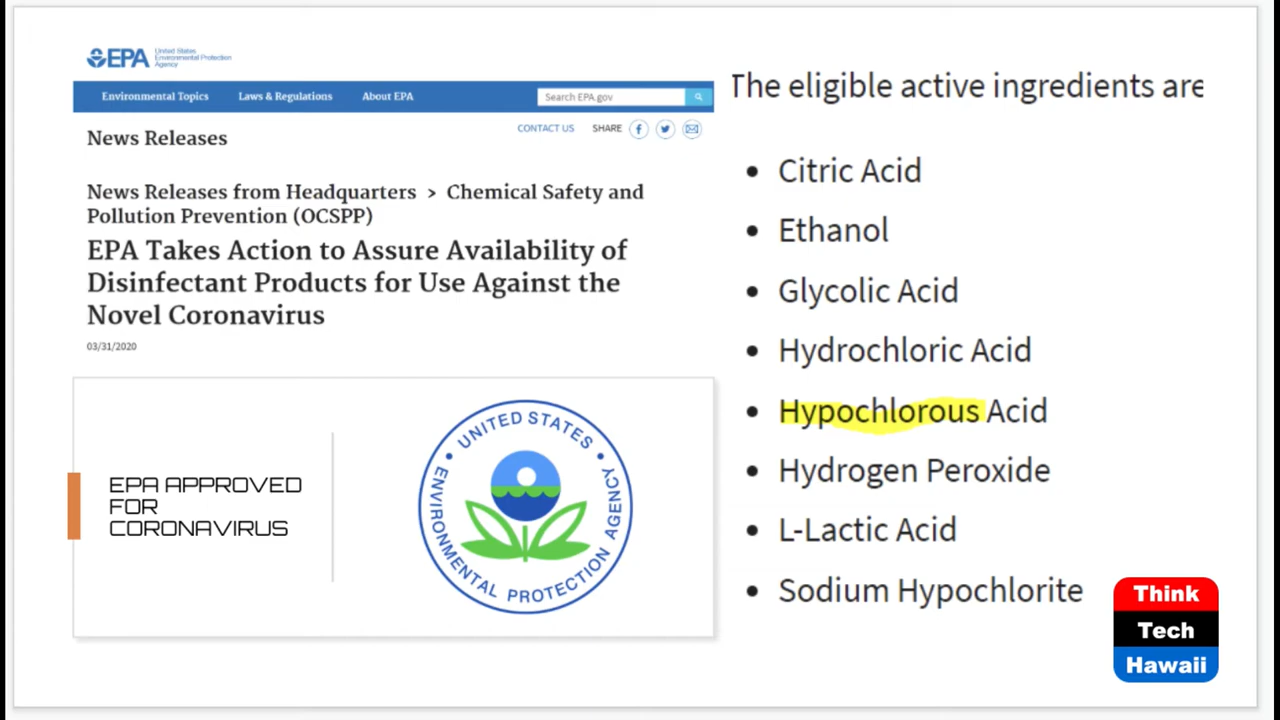 EPA United States
Environmental Protection
Agency
Environmental Topics Laws & Regulations About EPA Search EPA.gov
CONTACT US SHARE
News Releases
News Releases from Headquarters > Chemical Safety and
Pollution Prevention (OCSPP)
EPA Takes Action to Assure Availability of
Disinfectant Products for Use Against the
Novel Coronavirus
03/31/2020
EPA APPROVED
FOR
CORONAVIRUS
UNITED STATES
ENVIRONMENTAL PROTECTION AGENCY
The eligible active ingredients are
• Citric Acid
• Ethanol
• Glycolic Acid
• Hydrochloric Acid
• Hypochlorous Acid
• Hydrogen Peroxide
• L-Lactic Acid
• Sodium Hypochlorite
Think
Tech
Hawaii